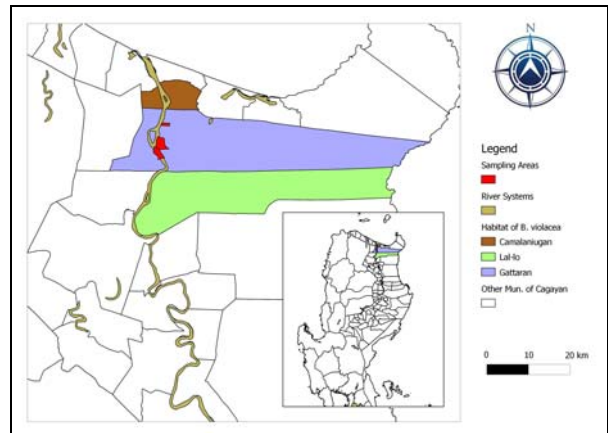 N
Legend
Sampling Areas
River Systems
Habitat of B. violacea
Camalaniugan
Lal-lo
Gattaran
Other Mun. of Cagayan
0 10 20 km